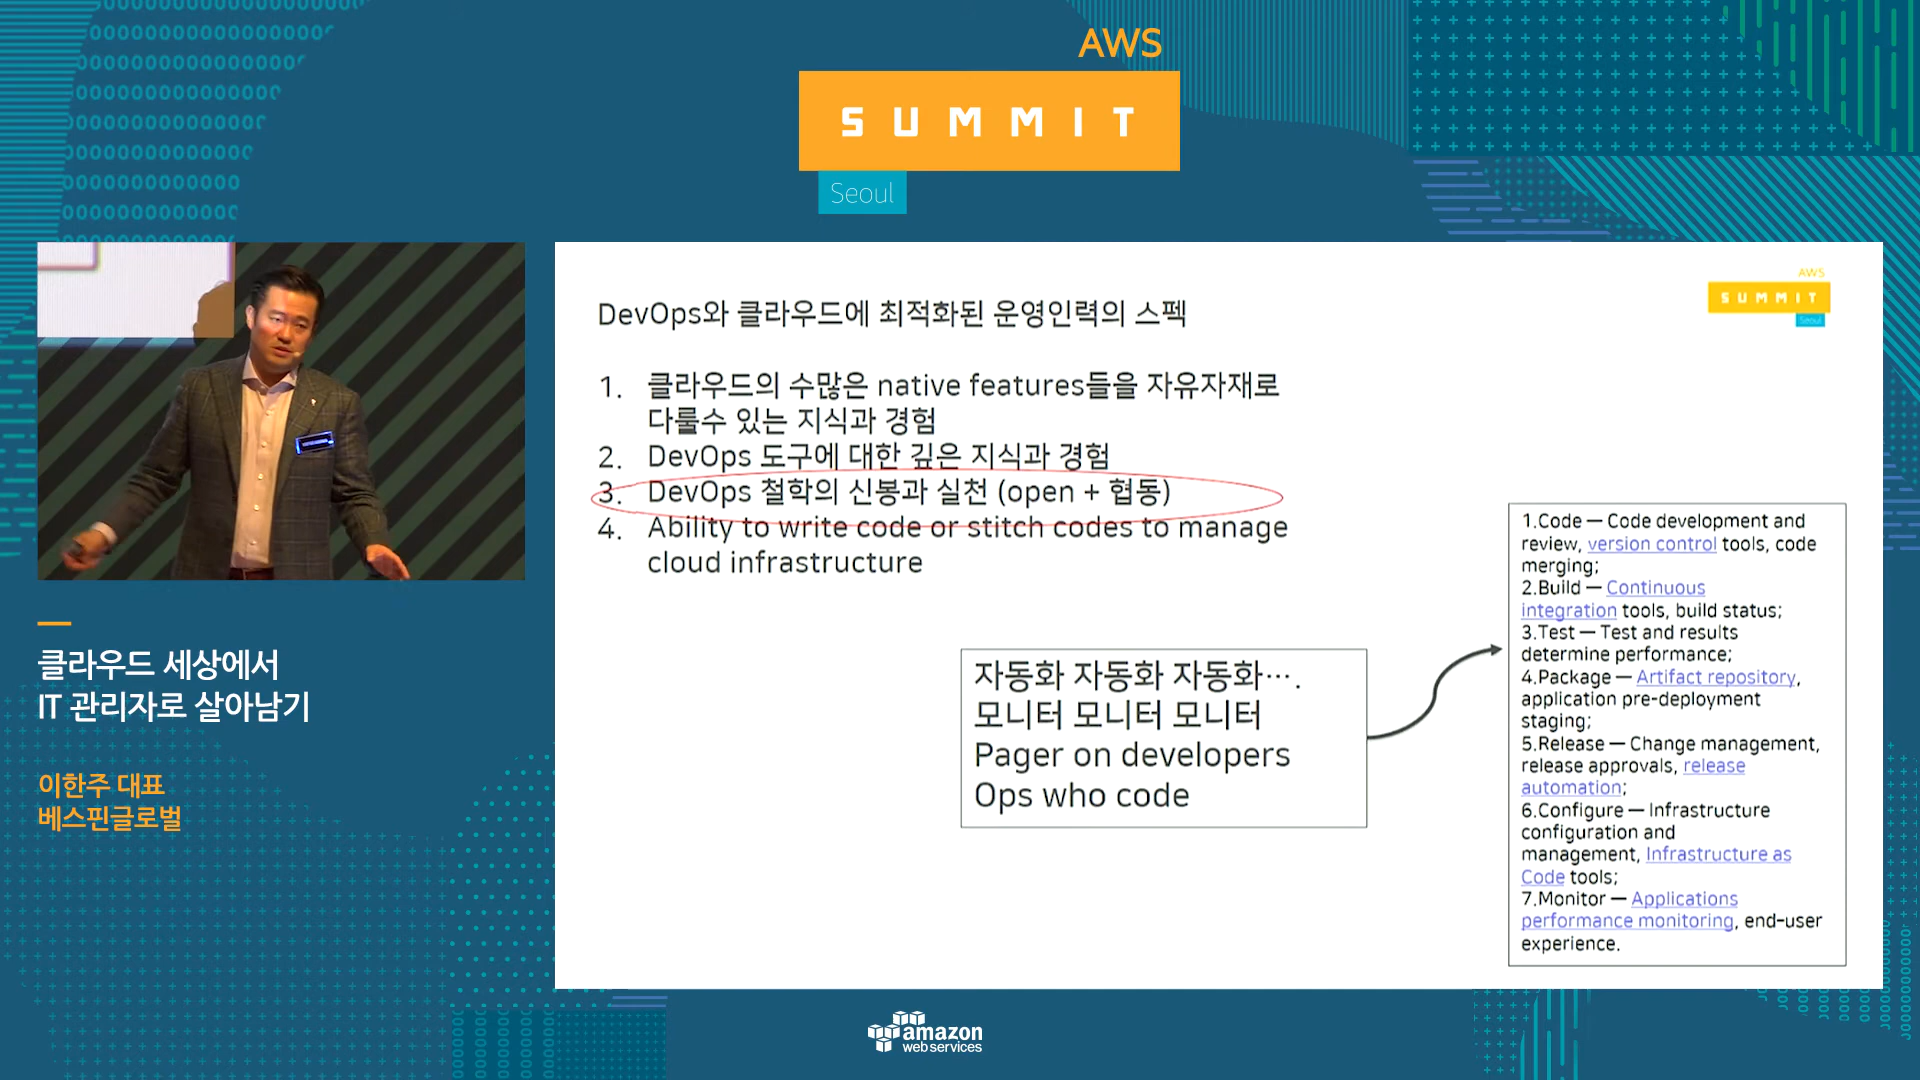 AWS
SUMMIT
Seoul
클라우드 세상에서
IT 관리자로 살아남기
이한주 대표
베스핀글로벌
AWS
SUMMIT
Seoul
DevOps와 클라우드에 최적화된 운영인력의 스펙
1. 클라우드의 수많은 native features들을 자유자재로
다룰수 있는 지식과 경험
2. DevOps 도구에 대한 깊은 지식과 경험
3. DevOps 철학의 신봉과 실천 (open + 협동)
4. Ability to write code or stitch codes to manage
cloud infrastructure
자동화 자동화 자동화….
모니터 모니터 모니터
Pager on developers
Ops who code
1.Code — Code development and
review, version control tools, code
merging;
2.Build — Continuous
integration tools, build status;
3.Test — Test and results
determine performance;
4.Package — Artifact repository,
application pre-deployment
staging;
5.Release — Change management,
release approvals, release
automation;
6.Configure — Infrastructure
configuration and
management, Infrastructure as
Code tools;
7.Monitor — Applications
performance monitoring, end-user
experience.
amazon
web services